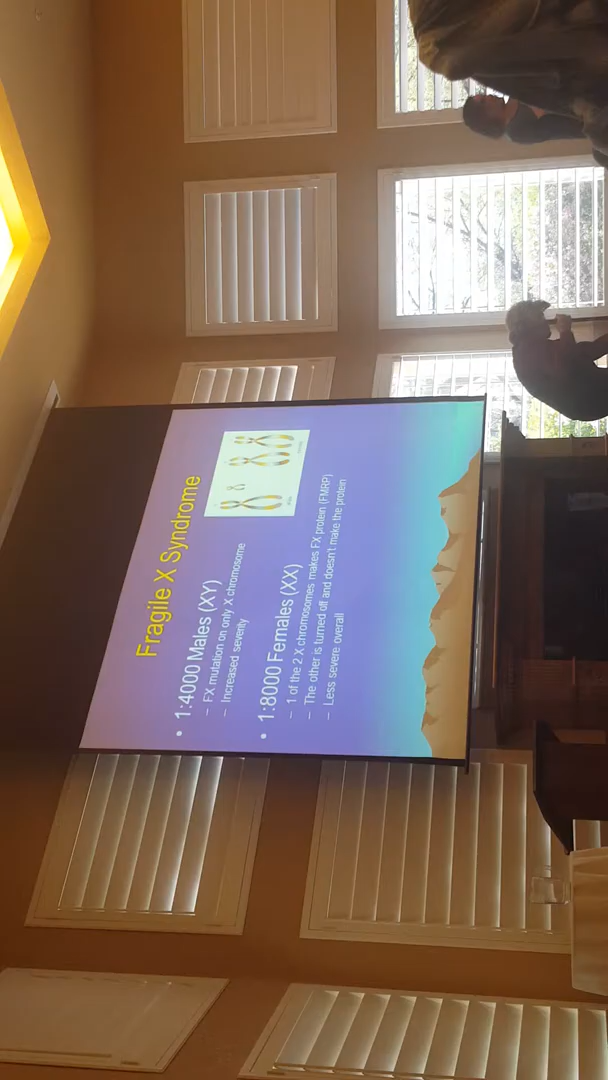 Fragile X Syndrome
• 1:4000 Males (XY)
– FX mutation on only X chromosome
– Increased severity
• 1:8000 Females (XX)
– 1 of the 2 X chromosomes makes FX protein (FMRP)
– The other is turned off and doesn't make the protein
– Less severe overall